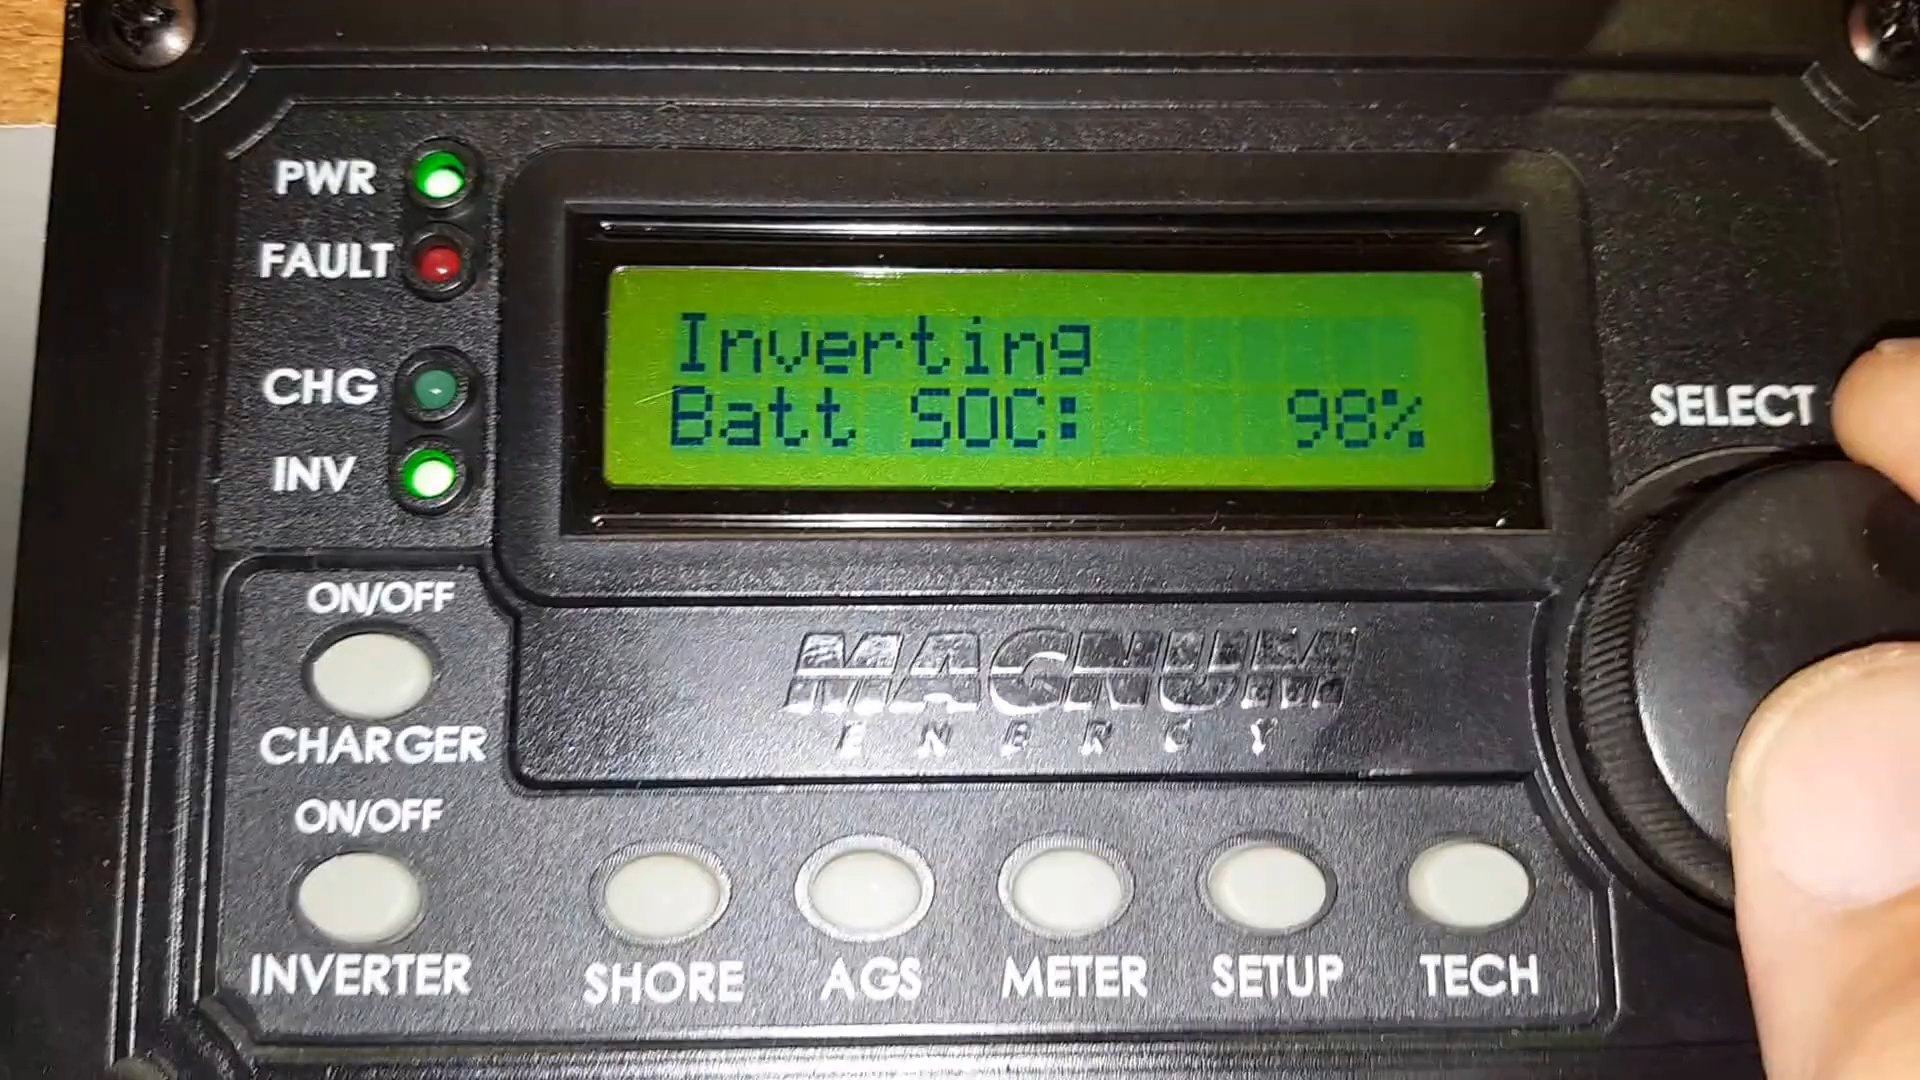 PWR
FAULT
CHG
INV
Inverting
Batt SOC: 98%
SELECT
ON/OFF
CHARGER
MAGNUM
ENERGY
ON/OFF
INVERTER
SHORE
AGS
METER
SETUP
TECH